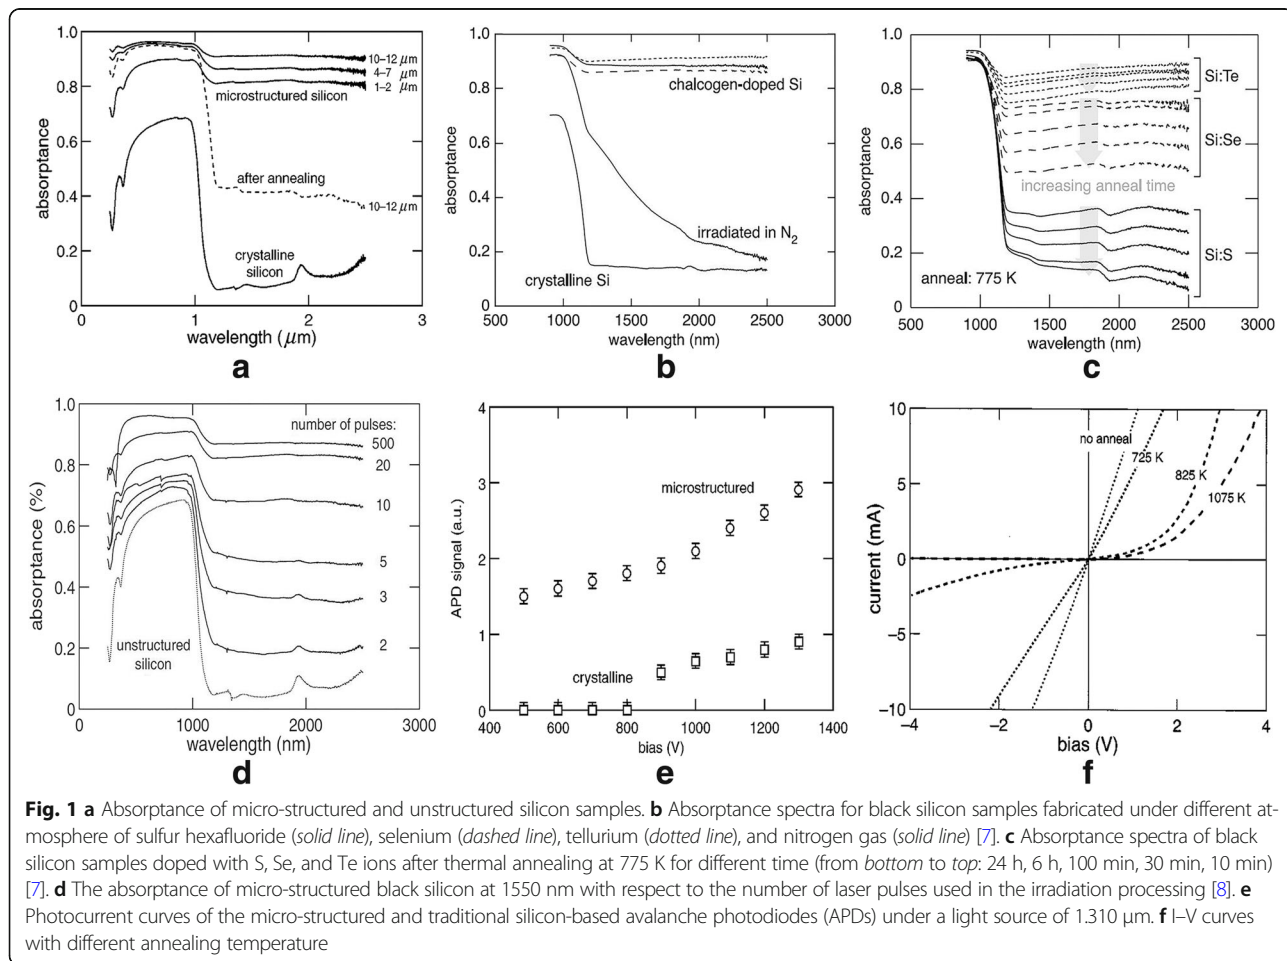 1.0
0.8
0.6
0.4
0.2
0
absorptance
10–12 μm
4–7 μm
1–2 μm
microstructured silicon
after annealing
10–12 μm
crystalline
silicon
0 1 2 3
wavelength (μm)
a
1.0
0.8
0.6
0.4
0.2
0.0
absorptance
chalcogen-doped Si
irradiated in N2
crystalline Si
500 1000 1500 2000 2500 3000
wavelength (nm)
b
1.0
0.8
0.6
0.4
0.2
0.0
absorptance
Si:Te
Si:Se
increasing anneal time
Si:S
anneal: 775 K
500 1000 1500 2000 2500 3000
wavelength (nm)
c
1.0
0.8
0.6
0.4
0.2
0
absorptance (%)
number of pulses:
500
20
10
5
3
2
unstructured
silicon
0 1000 2000 3000
wavelength (nm)
d
4
3
2
1
0
APD signal (a.u.)
microstructured
crystalline
400 600 800 1000 1200 1400
bias (V)
e
10
5
0
−5
−10
current (mA)
no anneal
725 K
825 K
1075 K
−4 −2 0 2 4
bias (V)
f
Fig. 1 a Absorptance of micro-structured and unstructured silicon samples. b Absorptance spectra for black silicon samples fabricated under different at-
mosphere of sulfur hexafluoride (solid line), selenium (dashed line), tellurium (dotted line), and nitrogen gas (solid line) [7]. c Absorptance spectra of black
silicon samples doped with S, Se, and Te ions after thermal annealing at 775 K for different time (from bottom to top: 24 h, 6 h, 100 min, 30 min, 10 min)
[7]. d The absorptance of micro-structured black silicon at 1550 nm with respect to the number of laser pulses used in the irradiation processing [8]. e
Photocurrent curves of the micro-structured and traditional silicon-based avalanche photodiodes (APDs) under a light source of 1.310 μm. f I–V curves
with different annealing temperature